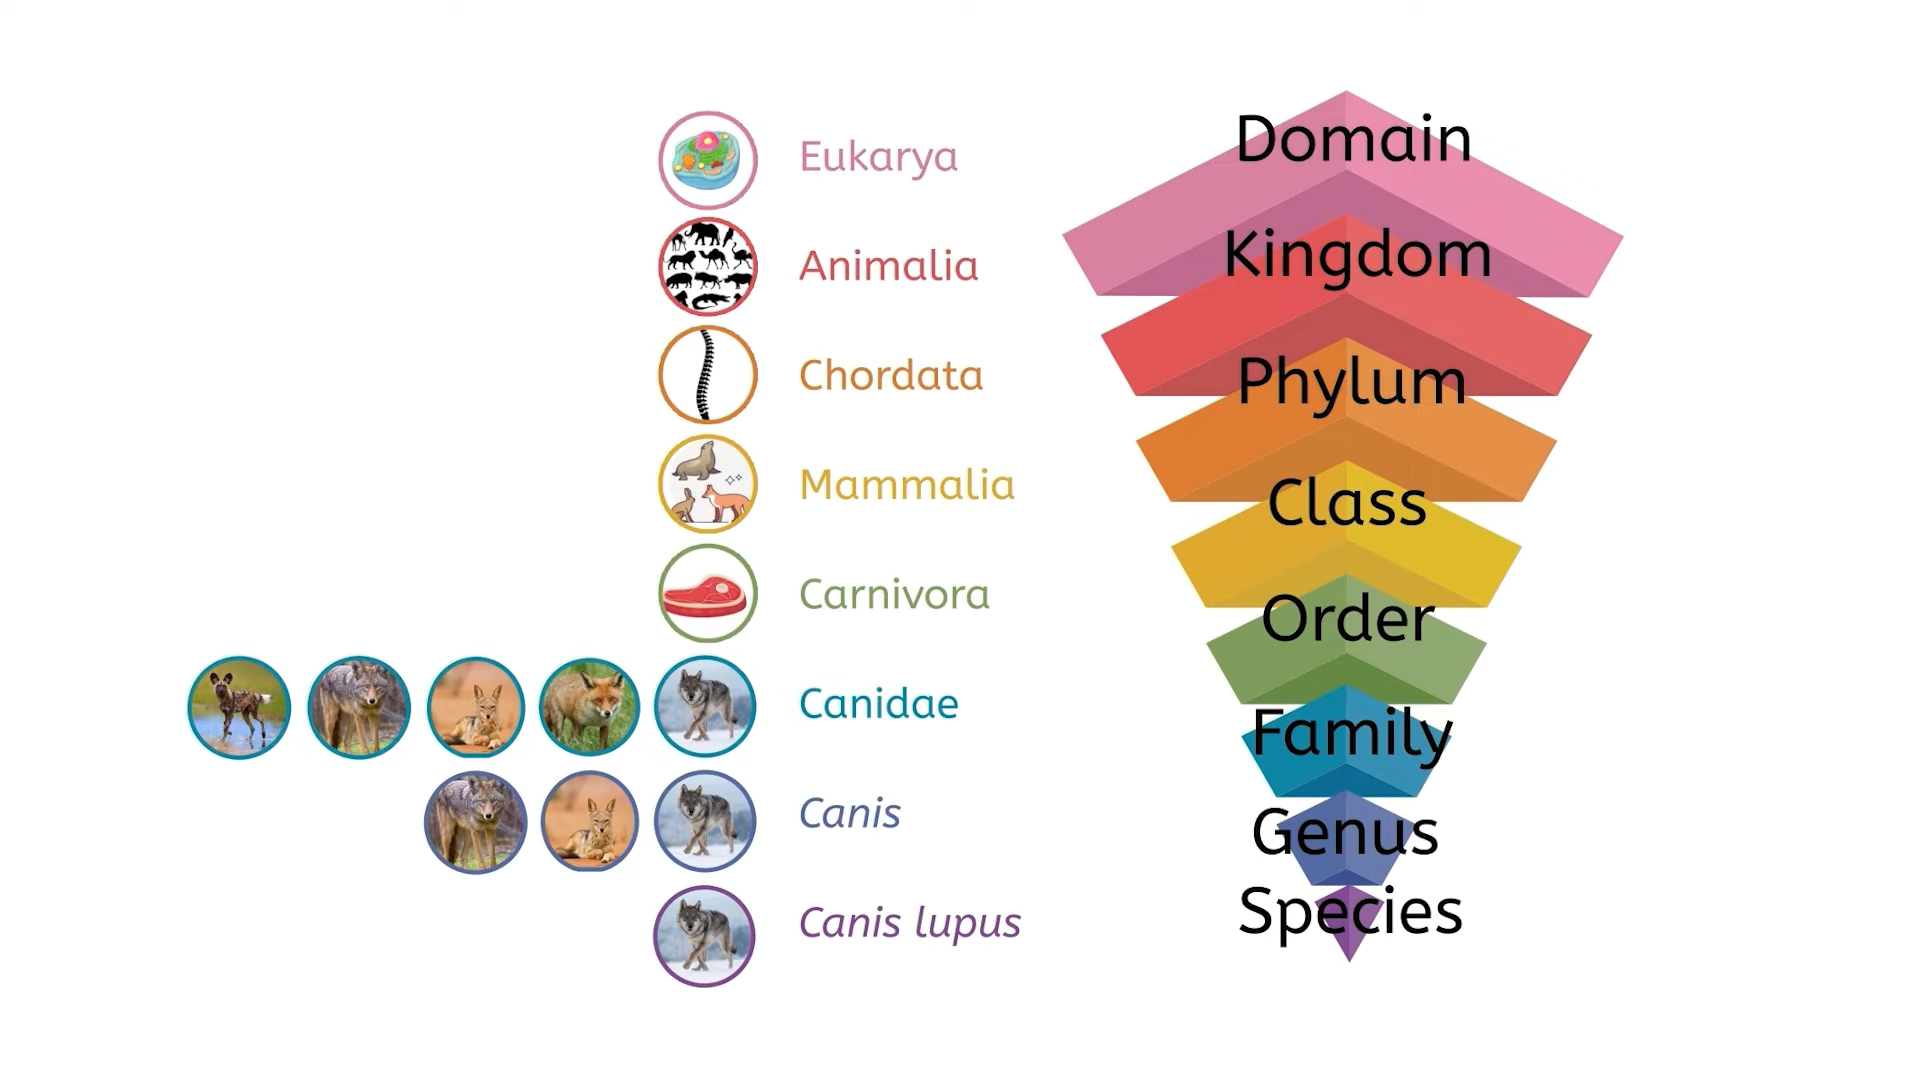 Eukarya
Animalia
Chordata
Mammalia
Carnivora
Canidae
Canis
Canis lupus
Domain
Kingdom
Phylum
Class
Order
Family
Genus
Species